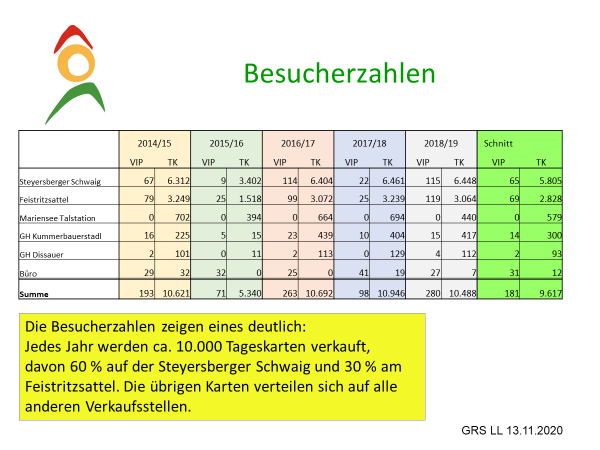 Besucherzahlen
2014/15 2015/16 2016/17 2017/18 2018/19 Schnitt
VIP TK VIP TK VIP TK VIP TK VIP TK VIP TK
Steyersberger Schwaig 67 6.312 9 3.402 114 6.404 22 6.461 115 6.448 65 5.805
Feistritzsattel 79 3.249 25 1.518 99 3.072 25 3.239 119 3.064 69 2.828
Mariensee Talstation 0 702 0 394 0 664 0 694 0 440 0 579
GH Kummerbauerstadl 16 225 5 15 23 439 10 404 15 417 14 300
GH Dissauer 2 101 0 11 2 113 0 129 4 112 2 93
Büro 29 32 32 0 25 0 41 19 27 7 31 12
Summe 193 10.621 71 5.340 263 10.692 98 10.946 280 10.488 181 9.617
Die Besucherzahlen zeigen eines deutlich:
Jedes Jahr werden ca. 10.000 Tageskarten verkauft,
davon 60 % auf der Steyersberger Schwaig und 30 % am
Feistritzsattel. Die übrigen Karten verteilen sich auf alle
anderen Verkaufsstellen.
GRS LL 13.11.2020